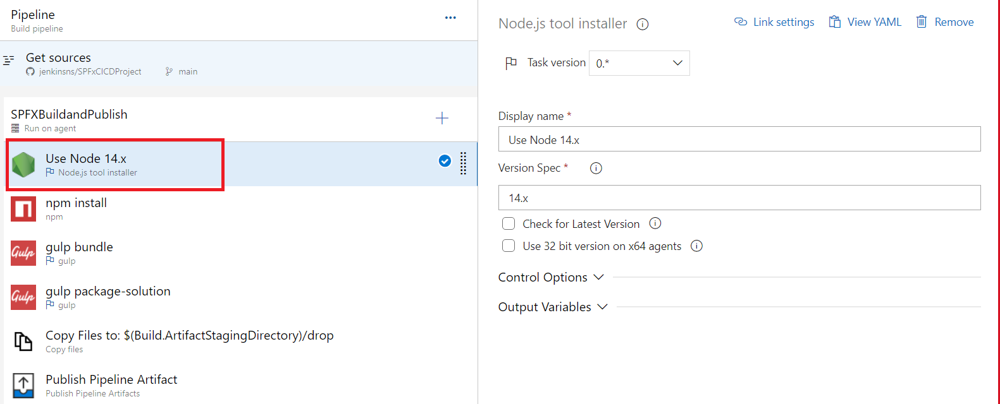 Pipeline
...
Build pipeline
Get sources
jenkinsns/SPFxCICDProject main
SPFXBuildandPublish
Run on agent
Use Node 14.x
Node.js tool installer
npm install
npm
gulp bundle
Gulp
gulp
gulp package-solution
Gulp
gulp
Copy Files to: $(Build.ArtifactStagingDirectory)/drop
Copy files
Publish Pipeline Artifact
Publish Pipeline Artifacts
Node.js tool installer
Link settings View YAML Remove
Task version 0.*
Display name *
Use Node 14.x
Version Spec *
14.x
Check for Latest Version
Use 32 bit version on x64 agents
Control Options
Output Variables